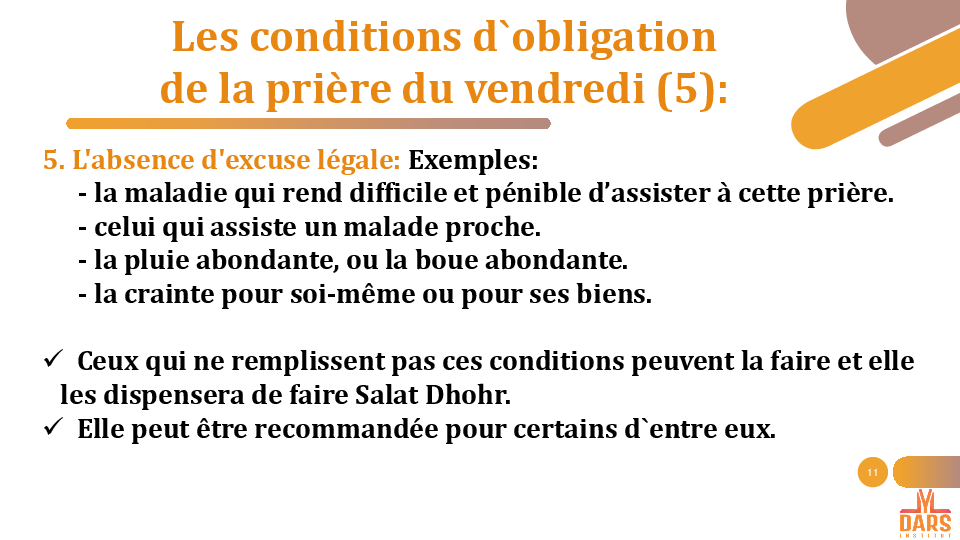 Les conditions d`obligation
de la prière du vendredi (5):
5. L'absence d'excuse légale: Exemples:
- la maladie qui rend difficile et pénible d’assister à cette prière.
- celui qui assiste un malade proche.
- la pluie abondante, ou la boue abondante.
- la crainte pour soi-même ou pour ses biens.
✓ Ceux qui ne remplissent pas ces conditions peuvent la faire et elle
les dispensera de faire Salat Dhohr.
✓ Elle peut être recommandée pour certains d`entre eux.
11
DARS
INSTITUT